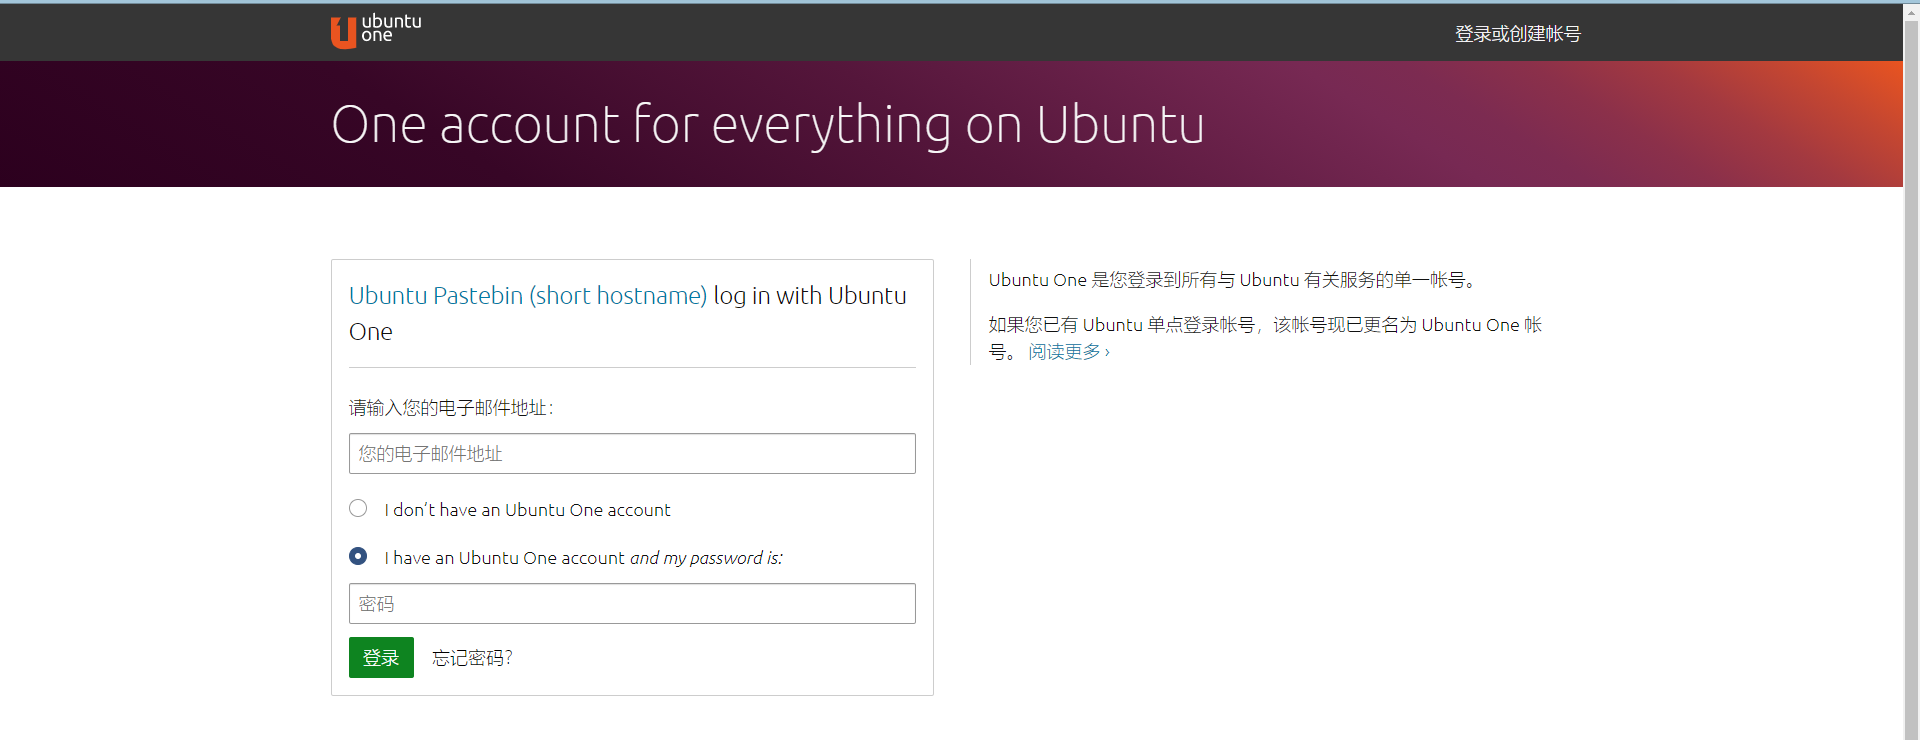 ubuntu
one
登录或创建帐号
One account for everything on Ubuntu
Ubuntu Pastebin (short hostname) log in with Ubuntu
One
请输入您的电子邮件地址:
您的电子邮件地址
I don’t have an Ubuntu One account
I have an Ubuntu One account and my password is:
密码
登录 忘记密码?
Ubuntu One 是您登录到所有与 Ubuntu 有关服务的单一帐号。
如果您已有 Ubuntu 单点登录帐号，该帐号现已更名为 Ubuntu One 帐
号。 阅读更多 ›